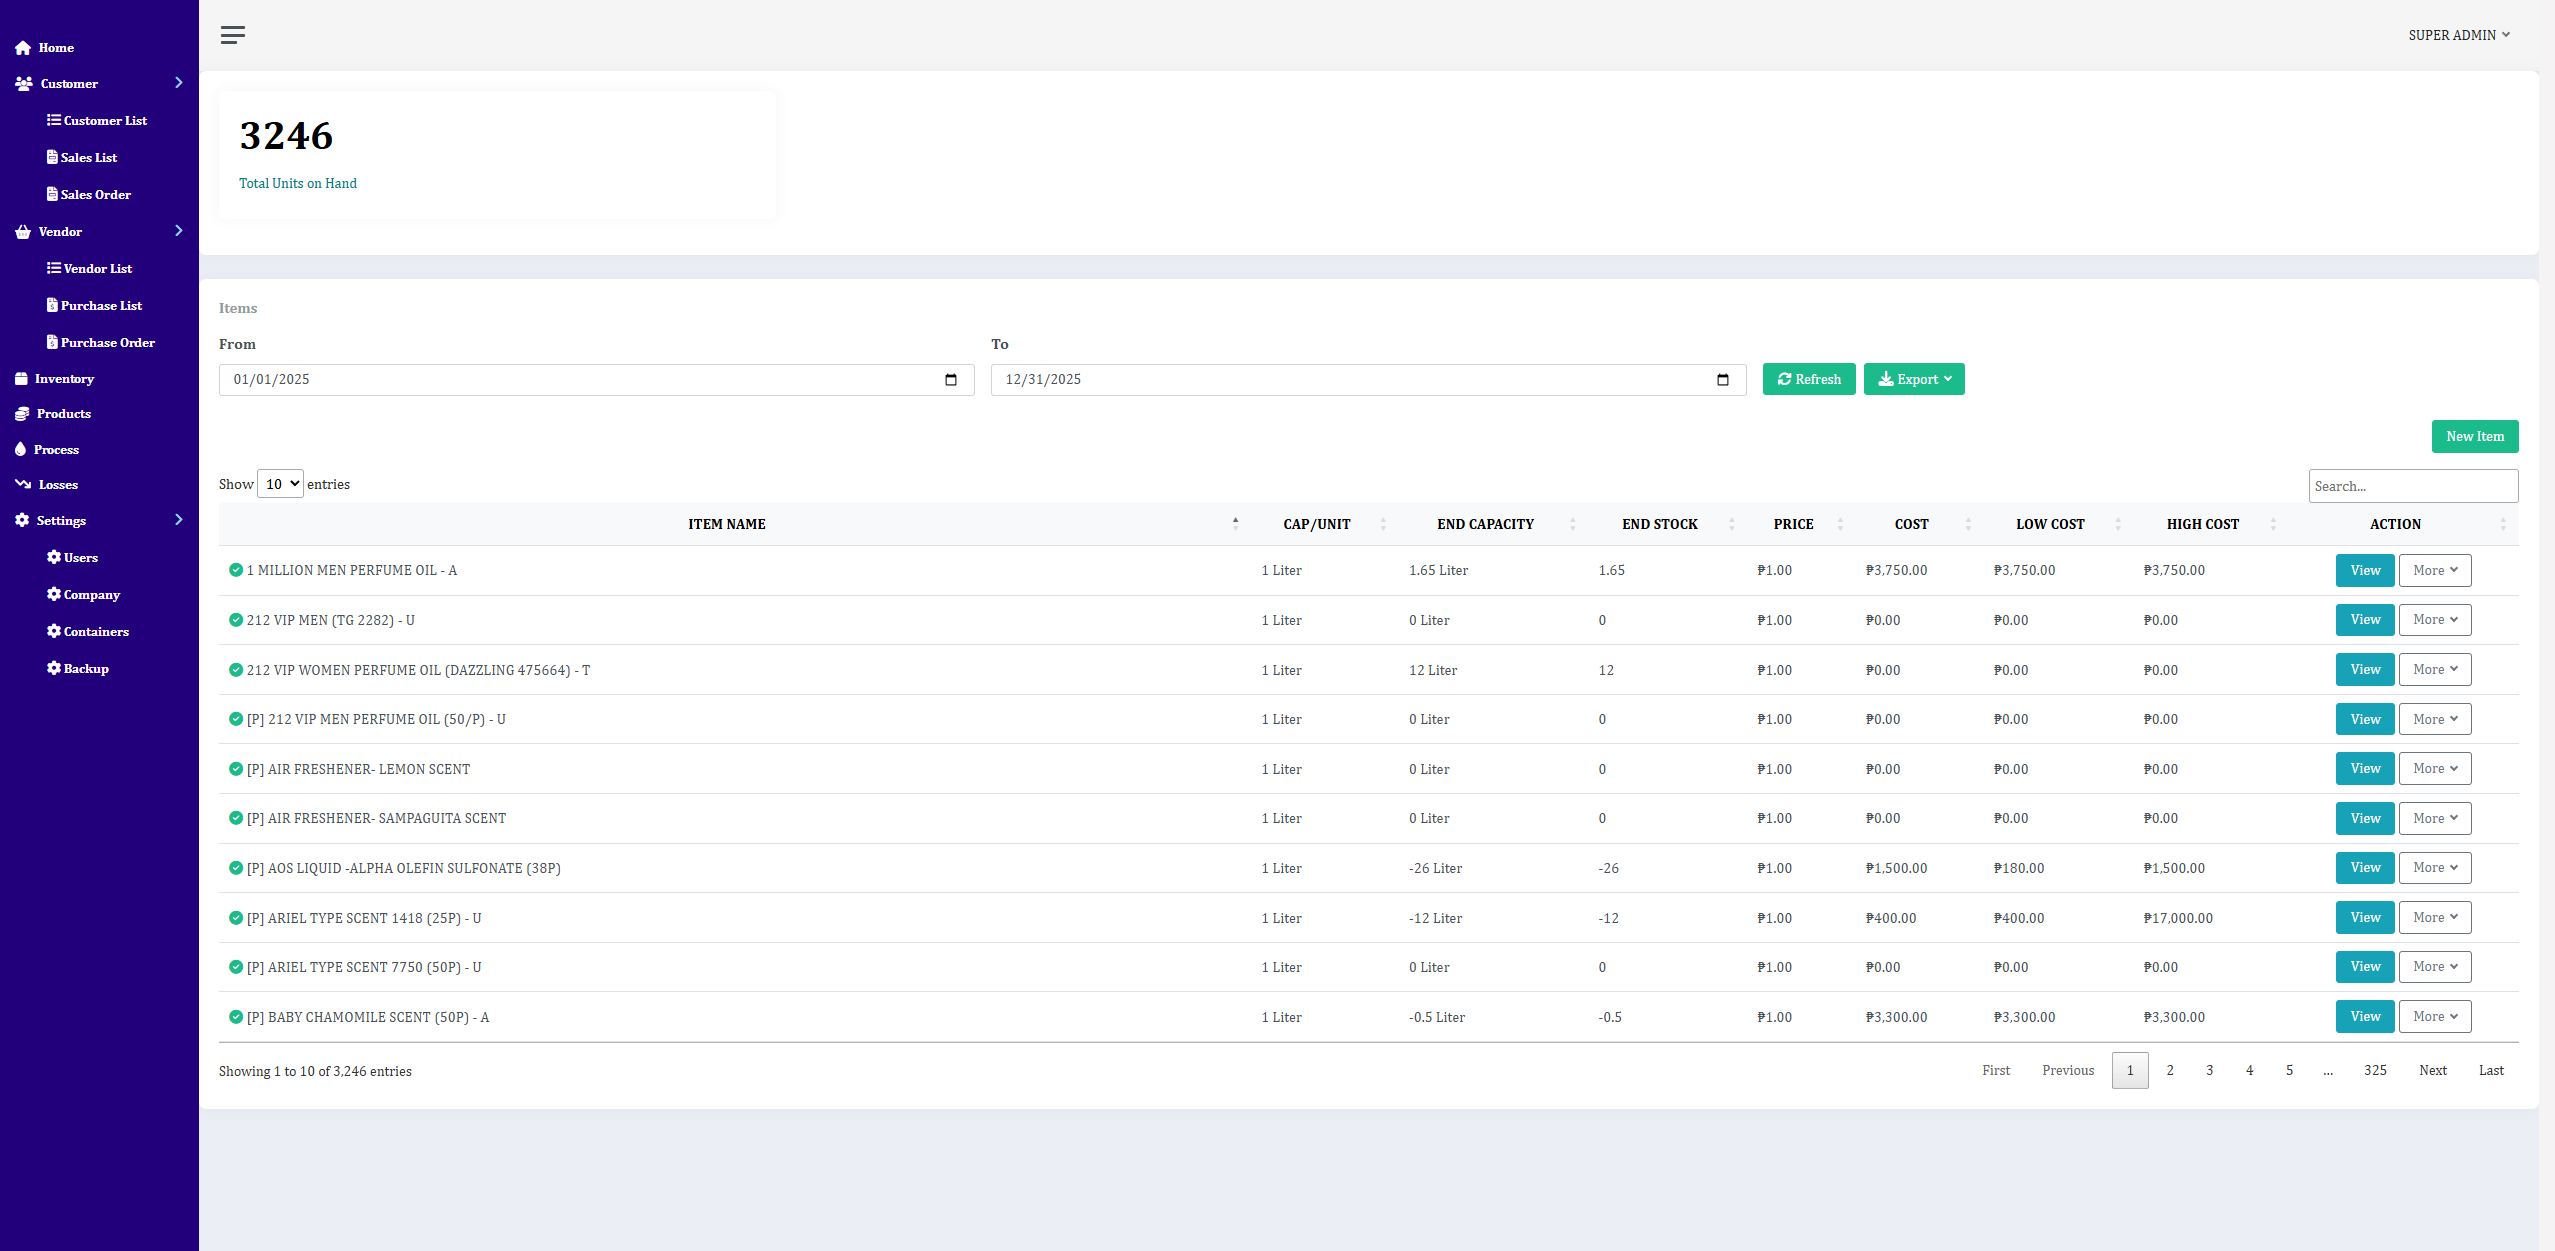 Home
Customer
Customer List
Sales List
Sales Order
Vendor
Vendor List
Purchase List
Purchase Order
Inventory
Products
Process
Losses
Settings
Users
Company
Containers
Backup
SUPER ADMIN
3246
Total Units on Hand
Items
From To
01/01/2025 12/31/2025 Refresh Export
New Item
Show 10 entries Search...
ITEM NAME CAP/UNIT END CAPACITY END STOCK PRICE COST LOW COST HIGH COST ACTION
1 MILLION MEN PERFUME OIL - A 1 Liter 1.65 Liter 1.65 ₱1.00 ₱3,750.00 ₱3,750.00 ₱3,750.00 View More
212 VIP MEN (TG 2282) - U 1 Liter 0 Liter 0 ₱1.00 ₱0.00 ₱0.00 ₱0.00 View More
212 VIP WOMEN PERFUME OIL (DAZZLING 475664) - T 1 Liter 12 Liter 12 ₱1.00 ₱0.00 ₱0.00 ₱0.00 View More
[P] 212 VIP MEN PERFUME OIL (50/P) - U 1 Liter 0 Liter 0 ₱1.00 ₱0.00 ₱0.00 ₱0.00 View More
[P] AIR FRESHENER- LEMON SCENT 1 Liter 0 Liter 0 ₱1.00 ₱0.00 ₱0.00 ₱0.00 View More
[P] AIR FRESHENER- SAMPAGUITA SCENT 1 Liter 0 Liter 0 ₱1.00 ₱0.00 ₱0.00 ₱0.00 View More
[P] AOS LIQUID -ALPHA OLEFIN SULFONATE (38P) 1 Liter -26 Liter -26 ₱1.00 ₱1,500.00 ₱180.00 ₱1,500.00 View More
[P] ARIEL TYPE SCENT 1418 (25P) - U 1 Liter -12 Liter -12 ₱1.00 ₱400.00 ₱400.00 ₱17,000.00 View More
[P] ARIEL TYPE SCENT 7750 (50P) - U 1 Liter 0 Liter 0 ₱1.00 ₱0.00 ₱0.00 ₱0.00 View More
[P] BABY CHAMOMILE SCENT (50P) - A 1 Liter -0.5 Liter -0.5 ₱1.00 ₱3,300.00 ₱3,300.00 ₱3,300.00 View More
Showing 1 to 10 of 3,246 entries First Previous 1 2 3 4 5 ... 325 Next Last